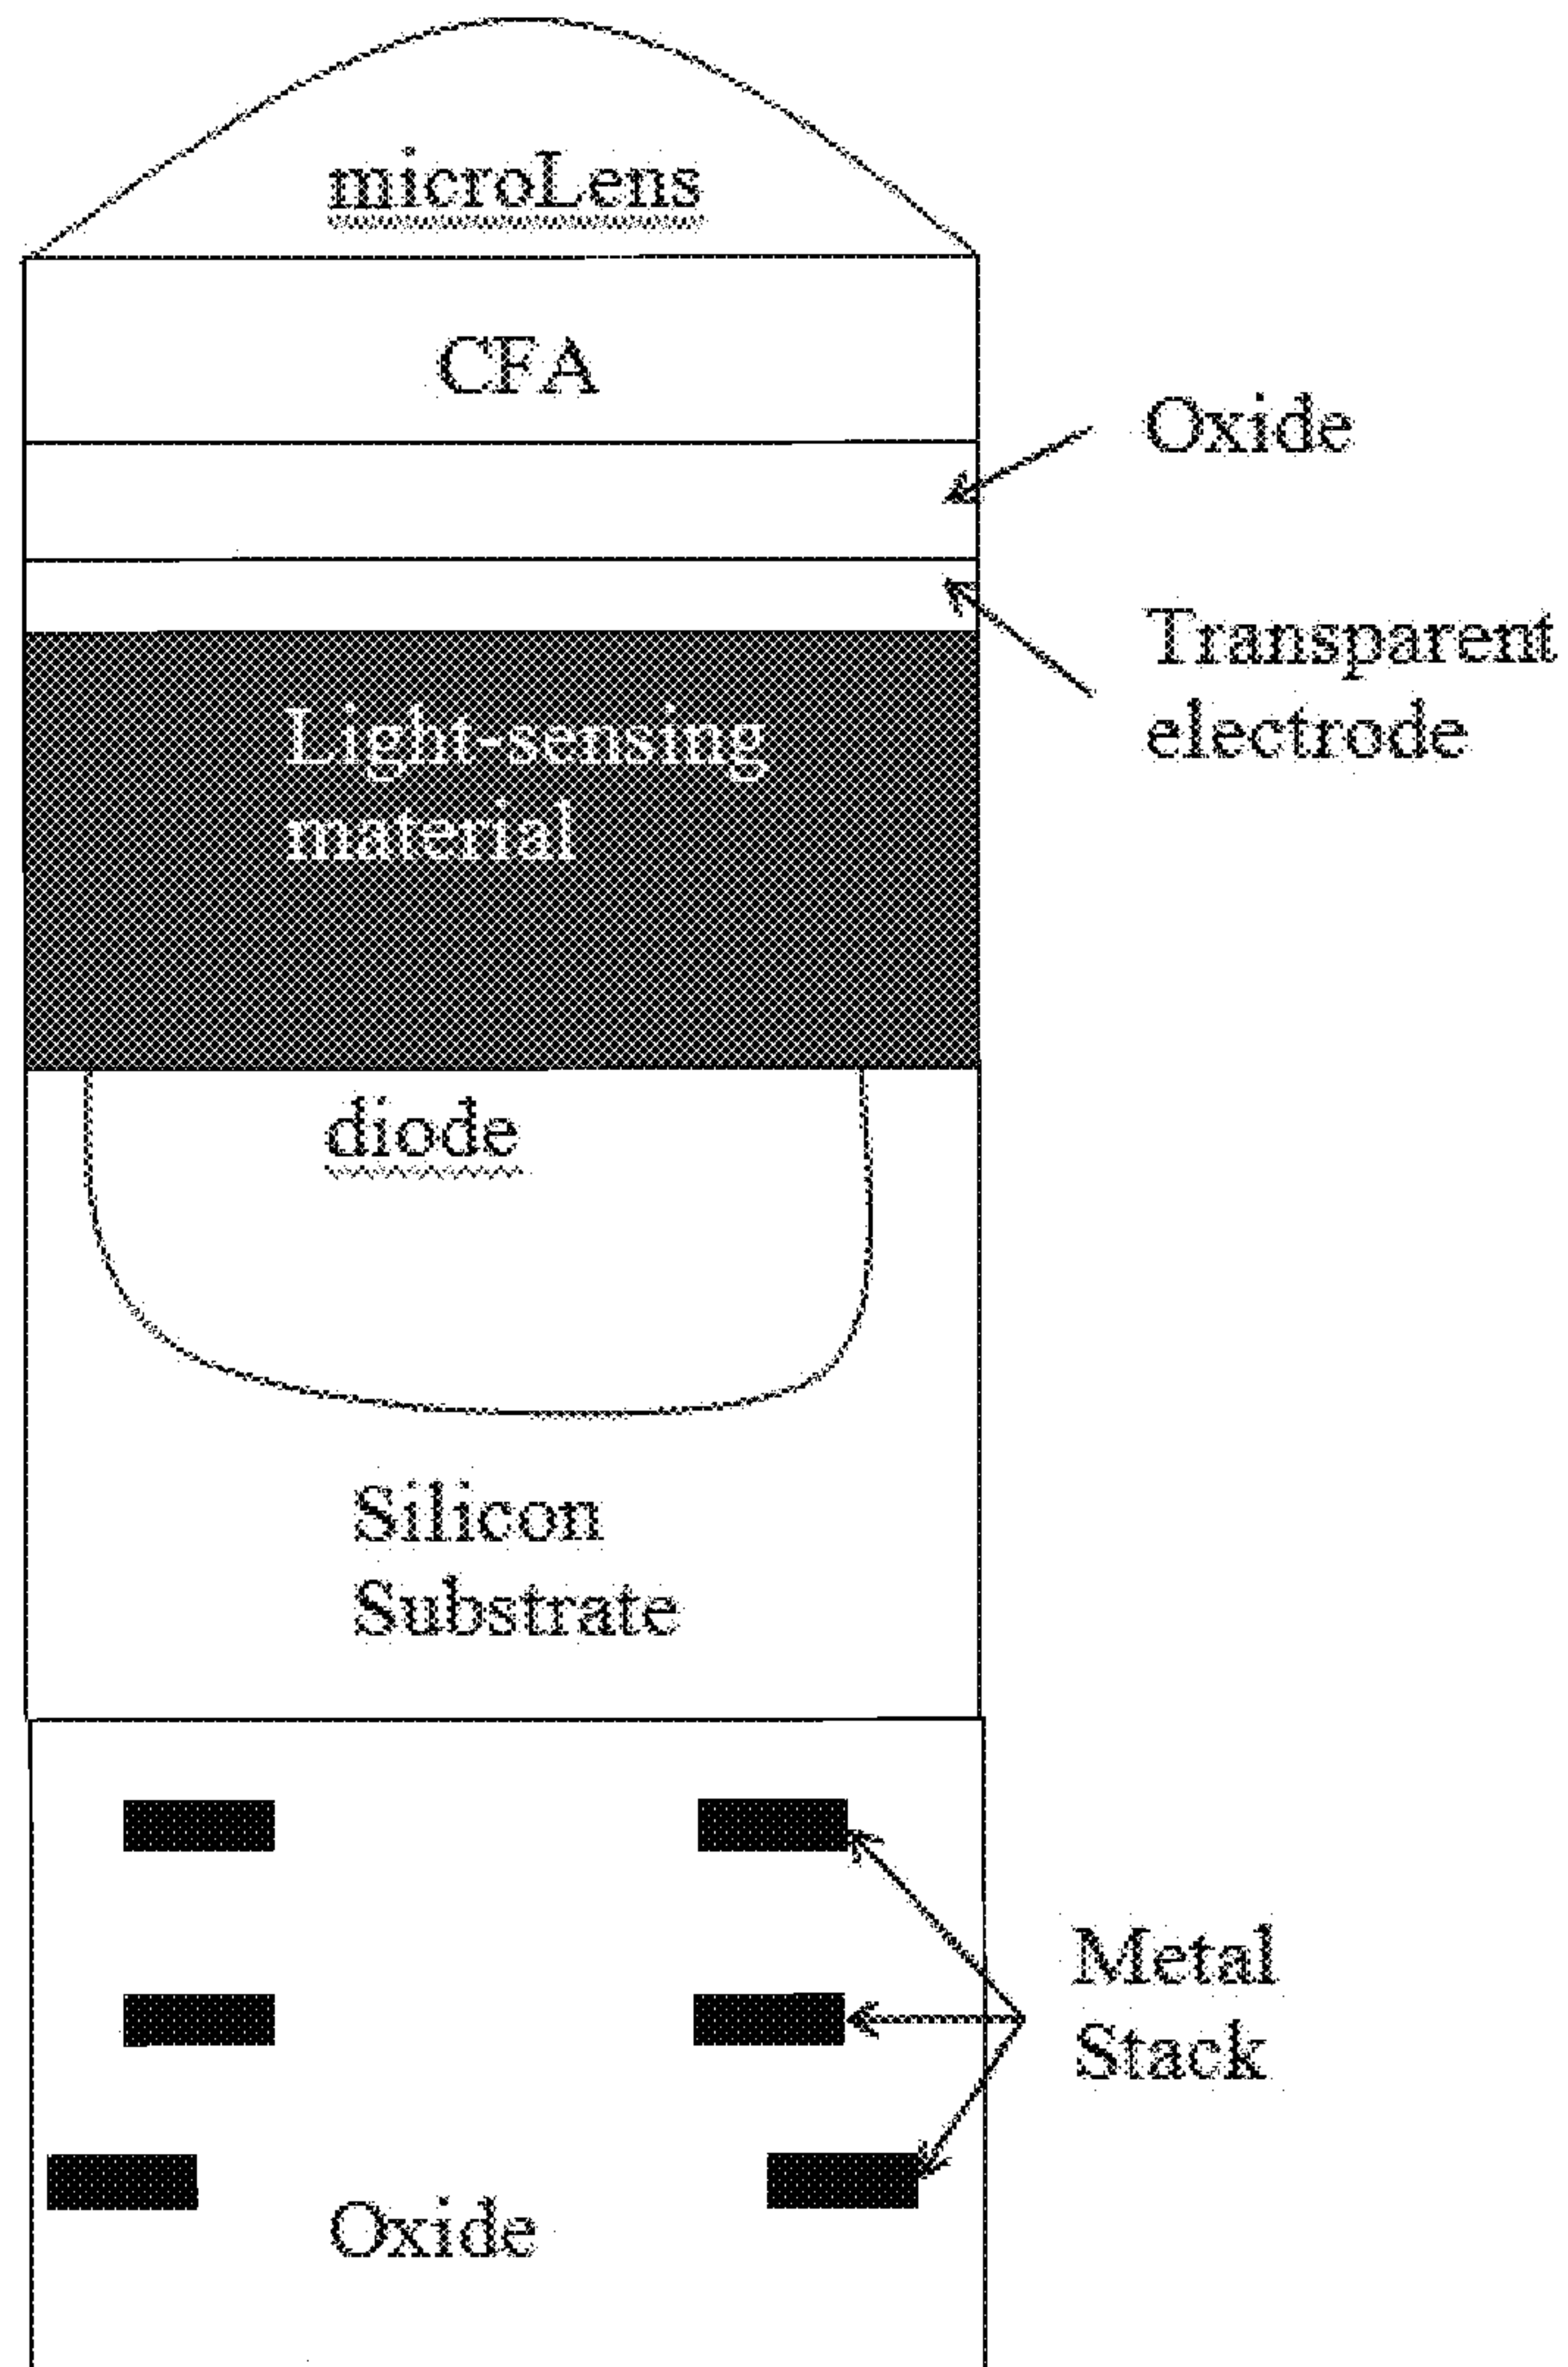 microLens
CFA
Oxide
Transparent
electrode
Light-sensing
material
diode
Silicon
Substrate
Metal
Stack
Oxide